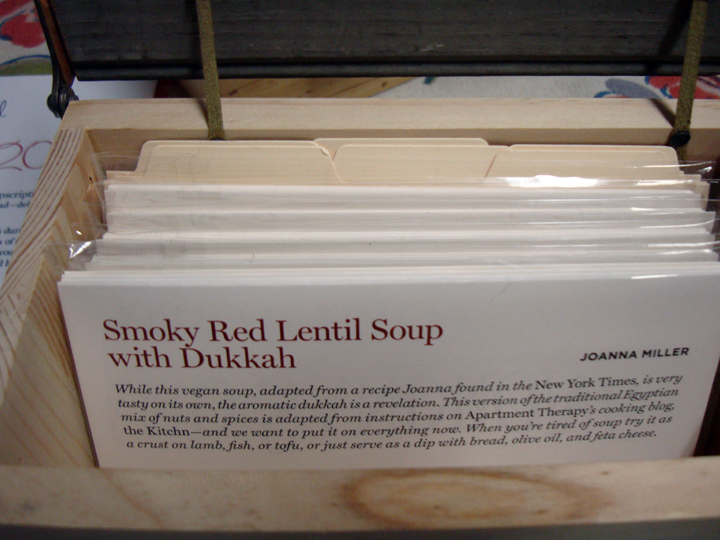 Smoky Red Lentil Soup
with Dukkah
JOANNA MILLER
While this vegan soup, adapted from a recipe Joanna found in the New York Times, is very
tasty on its own, the aromatic dukkah is a revelation. This version of the traditional Egyptian
mix of nuts and spices is adapted from instructions on Apartment Therapy's cooking blog,
the Kitchn—and we want to put it on everything now. When you're tired of soup try it as
a crust on lamb, fish, or tofu, or just serve as a dip with bread, olive oil, and feta cheese.
20